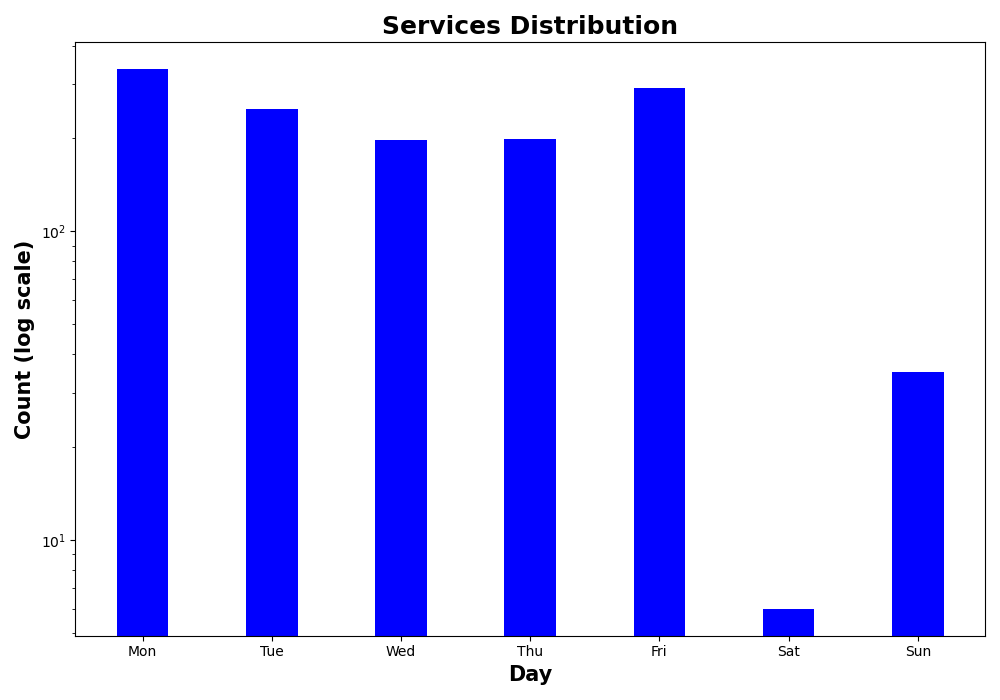 Services Distribution
Count (log scale)
10²
10¹
Mon Tue Wed Thu Fri Sat Sun
Day